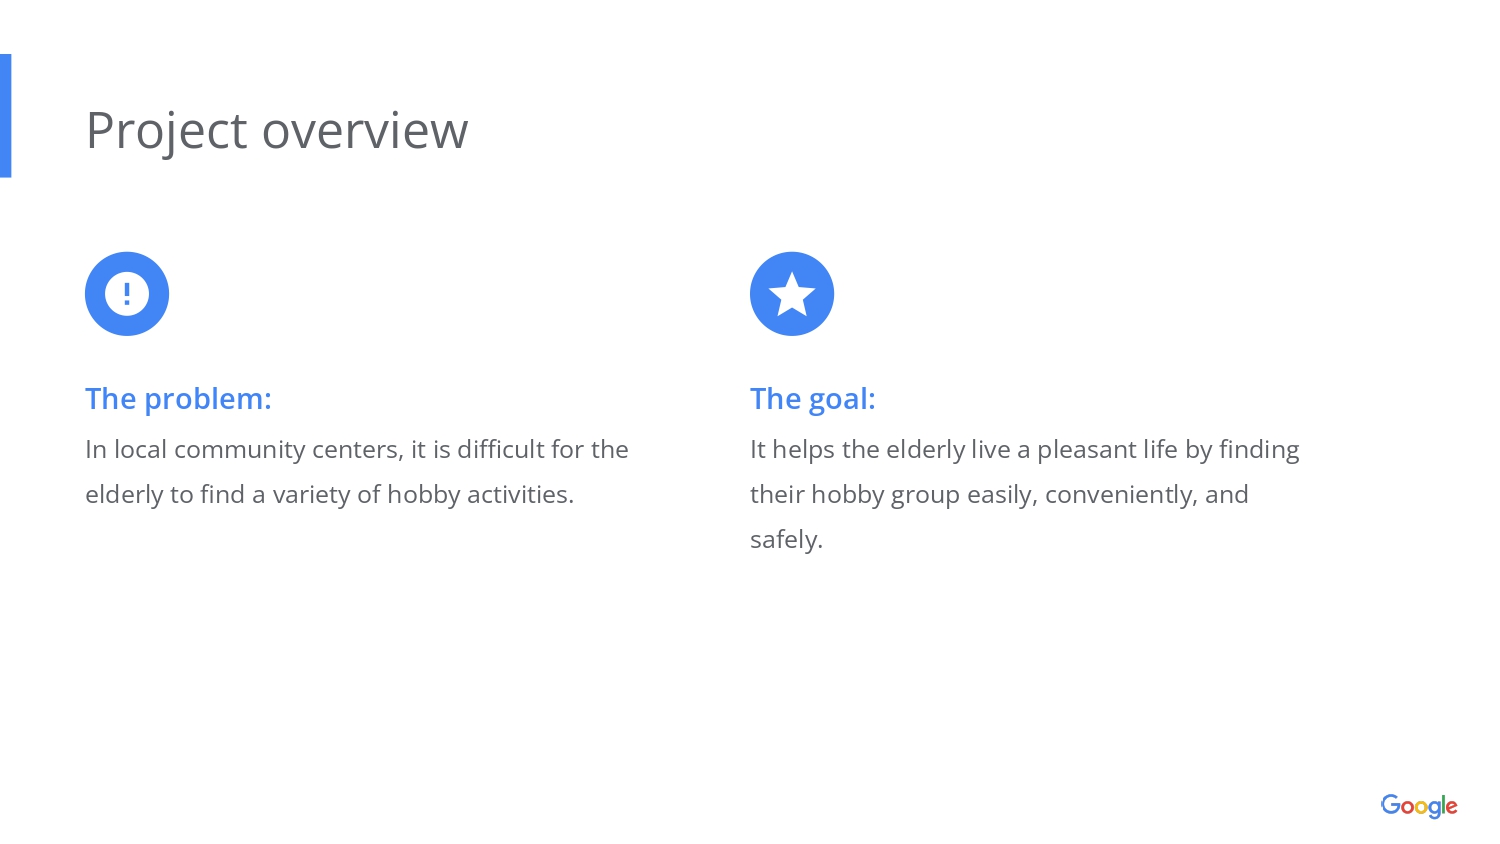 Project overview
The problem:
In local community centers, it is difficult for the
elderly to find a variety of hobby activities.
The goal:
It helps the elderly live a pleasant life by finding
their hobby group easily, conveniently, and
safely.
Google